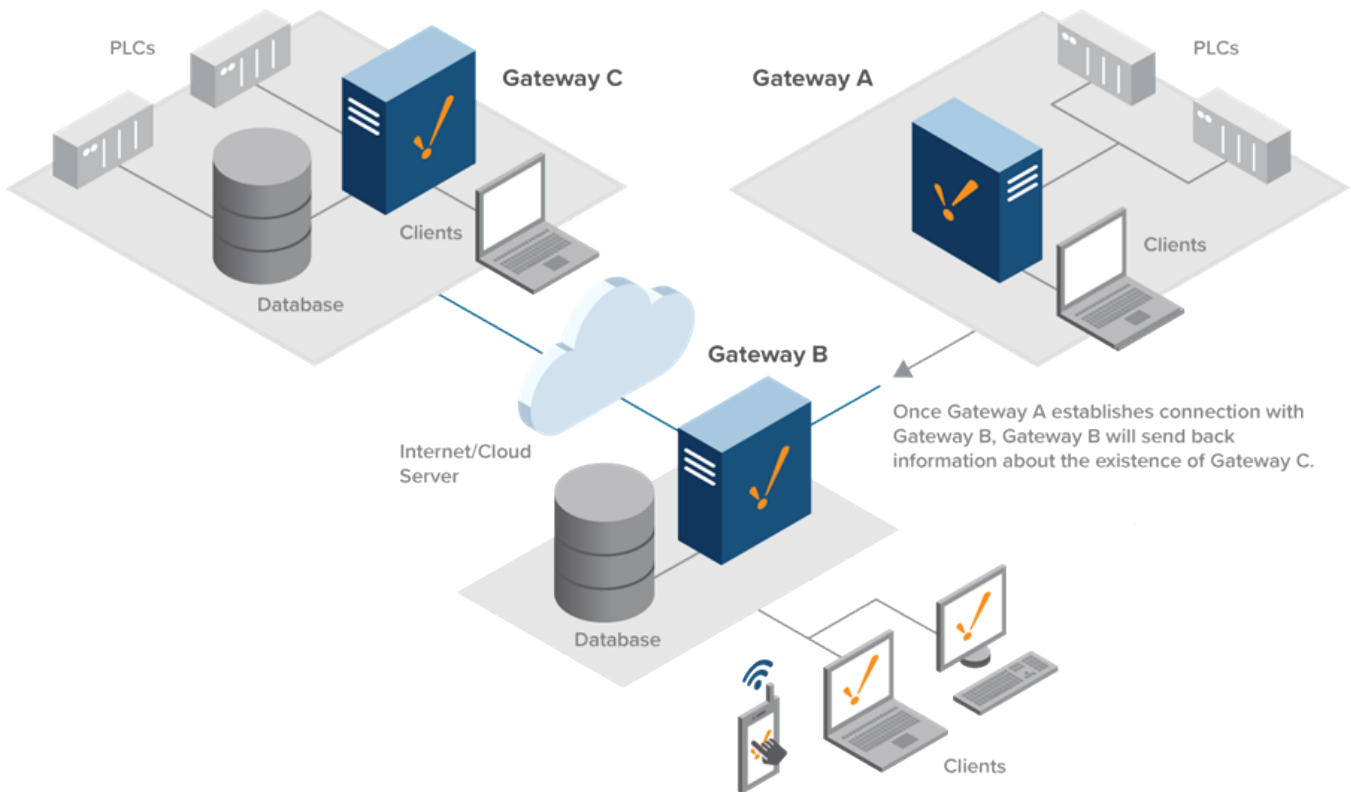 PLCs
Gateway C
Clients
Database
Gateway A
PLCs
Clients
Internet/Cloud
Server
Gateway B
Once Gateway A establishes connection with
Gateway B, Gateway B will send back
information about the existence of Gateway C.
Database
Clients